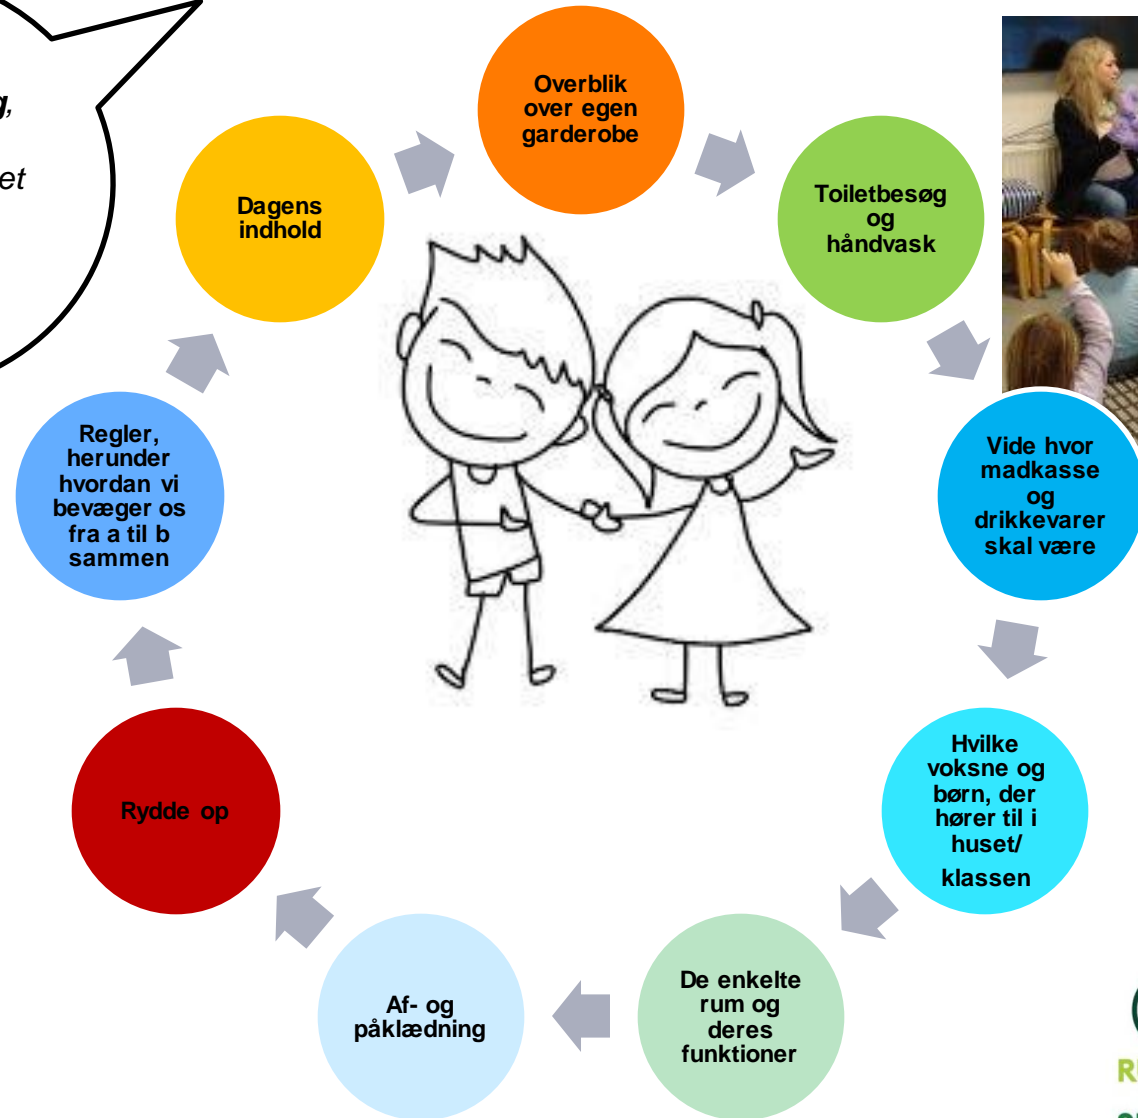 et
Overblik
over egen
garderobe
Toiletbesøg
og
håndvask
Vide hvor
madkasse
og
drikkevarer
skal være
Hvilke
voksne og
børn, der
hører til i
huset/
klassen
De enkelte
rum og
deres
funktioner
Af- og
påklædning
Rydde op
Regler,
herunder
hvordan vi
bevæger os
fra a til b
sammen
Dagens
indhold